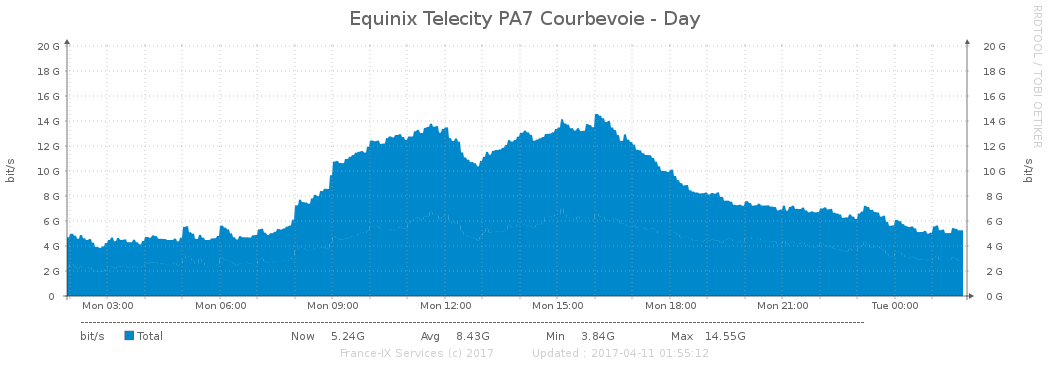 Equinix Telecity PA7 Courbevoie - Day
RRDTOOL / TOBI OETIKER
20 G 20 G
18 G 18 G
16 G 16 G
14 G 14 G
12 G 12 G
10 G 10 G
8 G 8 G
6 G 6 G
4 G 4 G
2 G 2 G
0 0 G
bit/s bit/s
Mon 03:00 Mon 06:00 Mon 09:00 Mon 12:00 Mon 15:00 Mon 18:00 Mon 21:00 Tue 00:00
bit/s Total Now 5.24G Avg 8.43G Min 3.84G Max 14.55G
France-IX Services (c) 2017 Updated : 2017-04-11 01:55:12